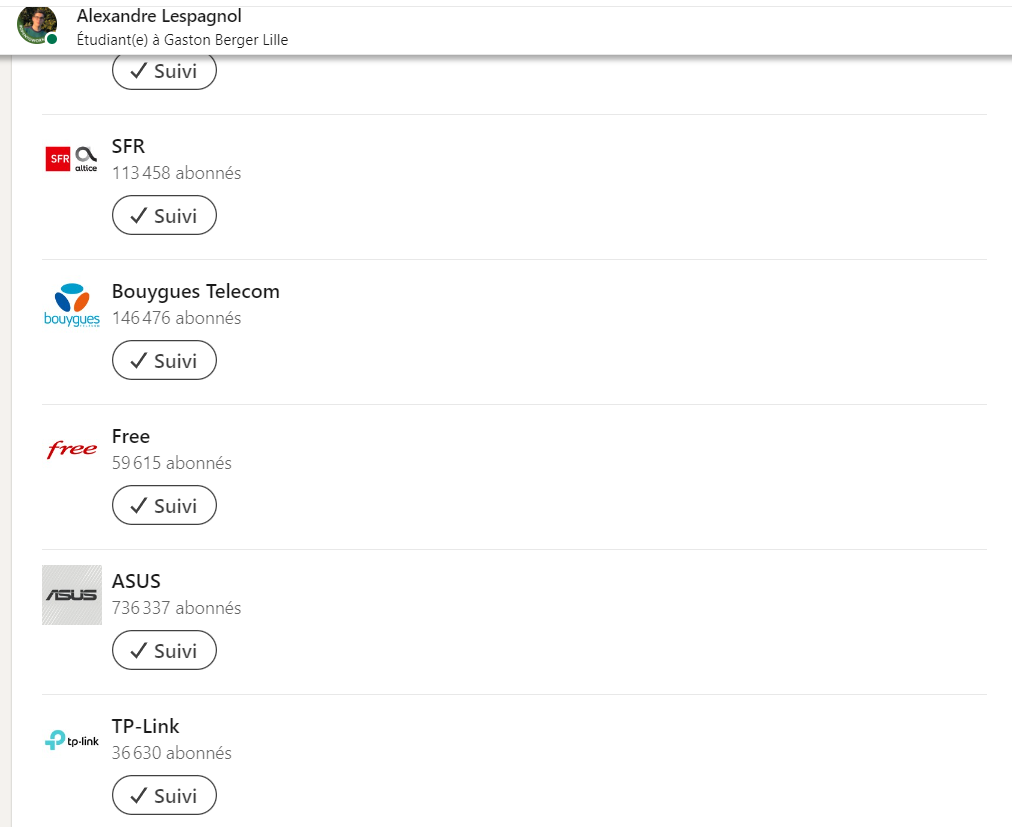 Alexandre Lespagnol
Étudiant(e) à Gaston Berger Lille
Suivi
SFR
SFR
altice
113 458 abonnés
Suivi
Bouygues Telecom
bouygues
146 476 abonnés
Suivi
Free
free
59 615 abonnés
Suivi
ASUS
ASUS
736 337 abonnés
Suivi
TP-Link
tp-link
36 630 abonnés
Suivi